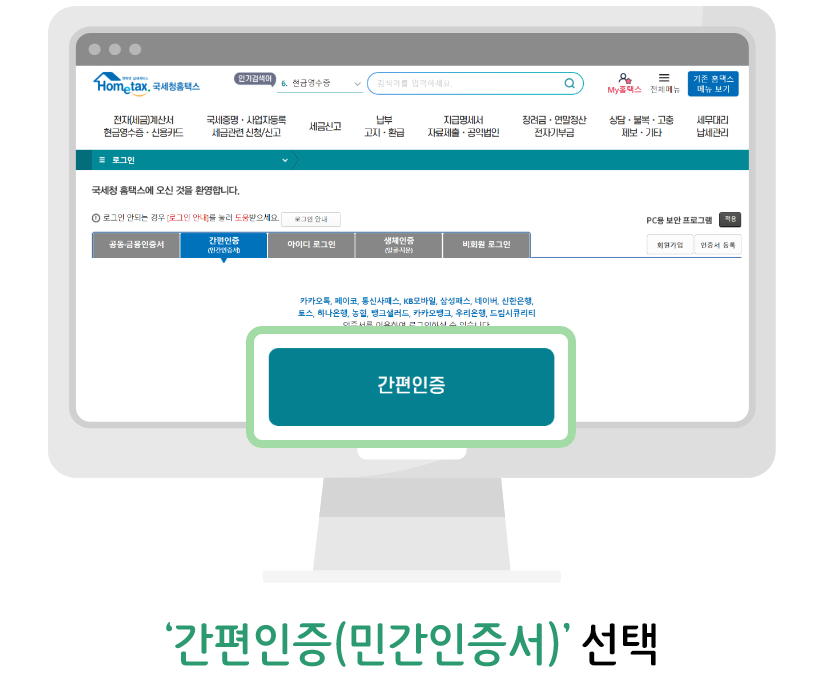 Hometax. 국세청홈택스
인기검색어
6. 현금영수증
검색어를 입력하세요
My홈택스
전체메뉴
기존 홈택스
메뉴 보기
전자(세금)계산서
현금영수증·신용카드
국세증명·사업자등록
세금관련 신청/신고
세금신고
납부
고지·환급
지급명세서
자료제출·공익법인
장려금·연말정산
전자기부금
상담·불복·고충
제보·기타
세무대리
납세관리
로그인
국세청 홈택스에 오신 것을 환영합니다.
로그인 안되는 경우 [로그인 안내]를 눌러 도움받으세요.
로그인 안내
PC용 보안 프로그램
적용
공동·금융인증서
간편인증
(민간인증서)
아이디 로그인
생체인증
(얼굴·지문)
비회원 로그인
회원가입
인증서 등록
카카오톡, 페이코, 통신사패스, KB모바일, 삼성패스, 네이버, 신한은행,
토스, 하나은행, 농협, 뱅크샐러드, 카카오뱅크, 우리은행, 드림시큐리티
인증서를 이용하여 로그인하실 수 있습니다.
간편인증
‘간편인증(민간인증서)’ 선택